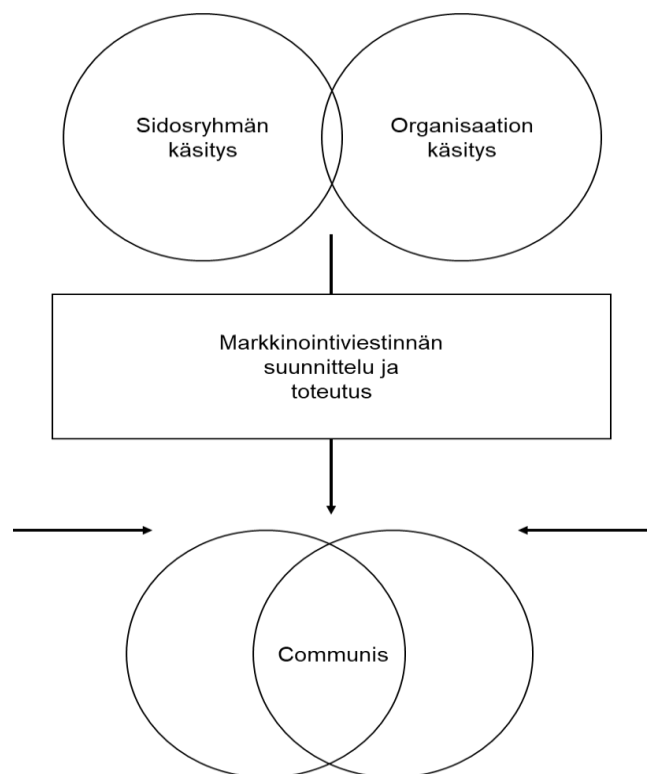 Sidosryhmän
käsitys
Organisaation
käsitys
Markkinointiviestinnän
suunnittelu ja
toteutus
Communis